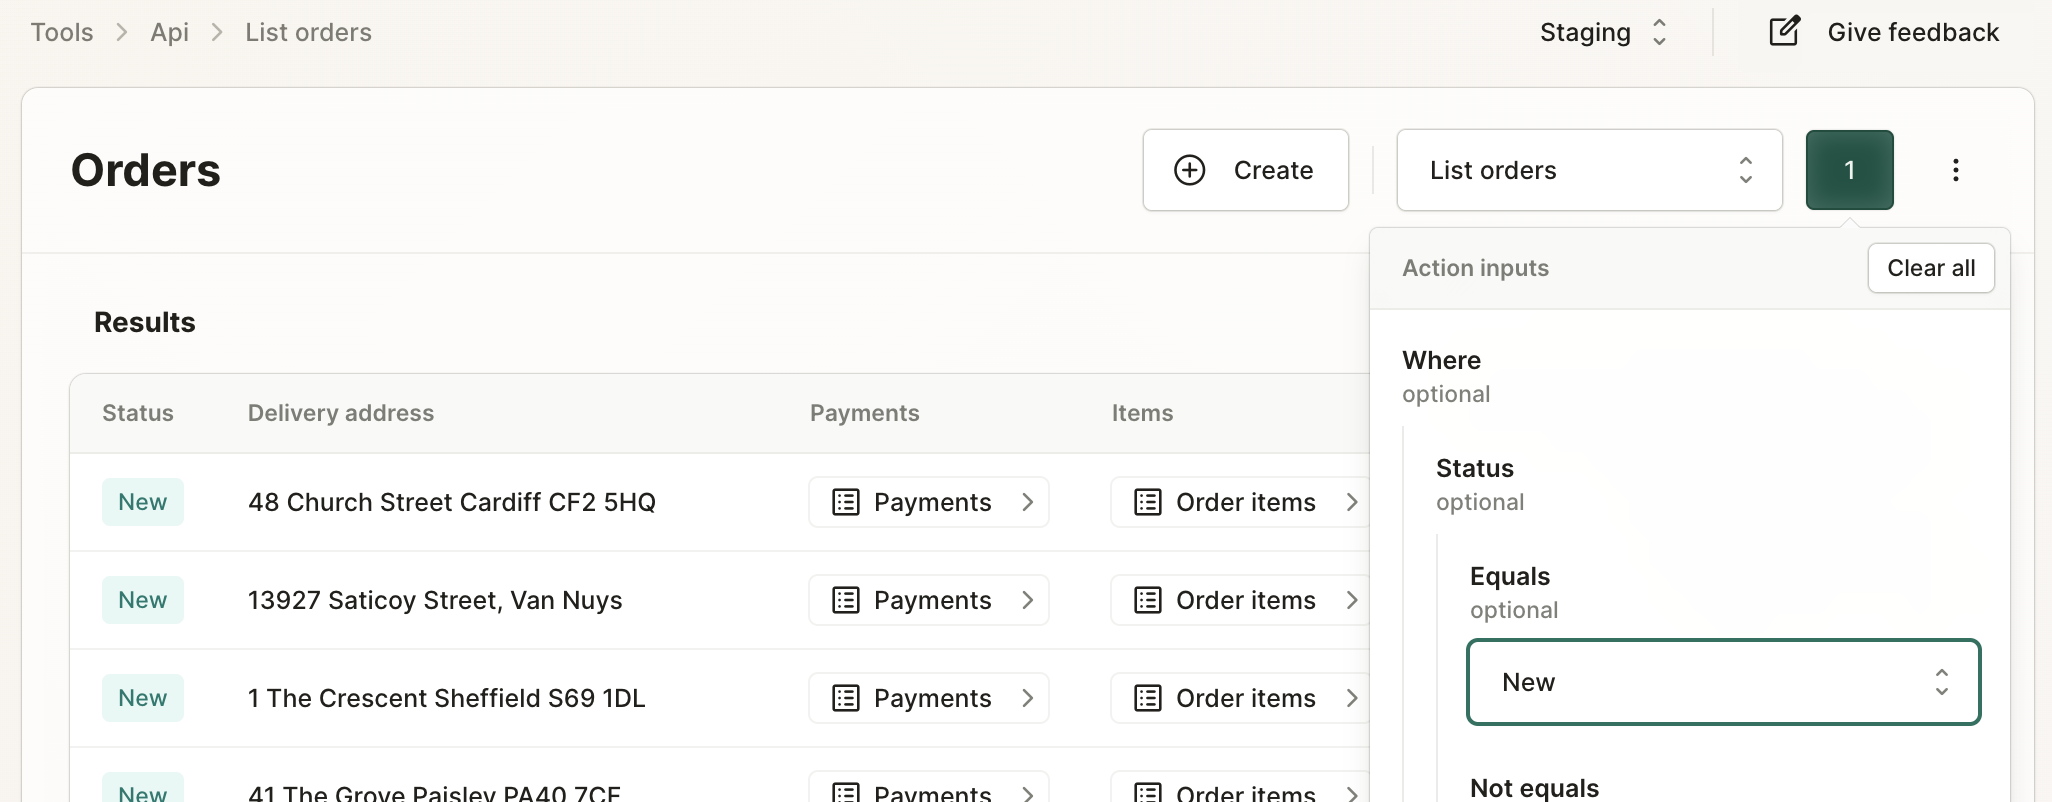 Tools > Api > List orders
Staging
Give feedback
Orders
Create
List orders
1
Action inputs
Clear all
Results
Where
optional
Status Delivery address Payments Items
Status
optional
New 48 Church Street Cardiff CF2 5HQ Payments Order items
Equals
optional
New 13927 Saticoy Street, Van Nuys Payments Order items
New
New 1 The Crescent Sheffield S69 1DL Payments Order items
Not equals
New 41 The Grove Paisley PA40 7CF Payments Order items